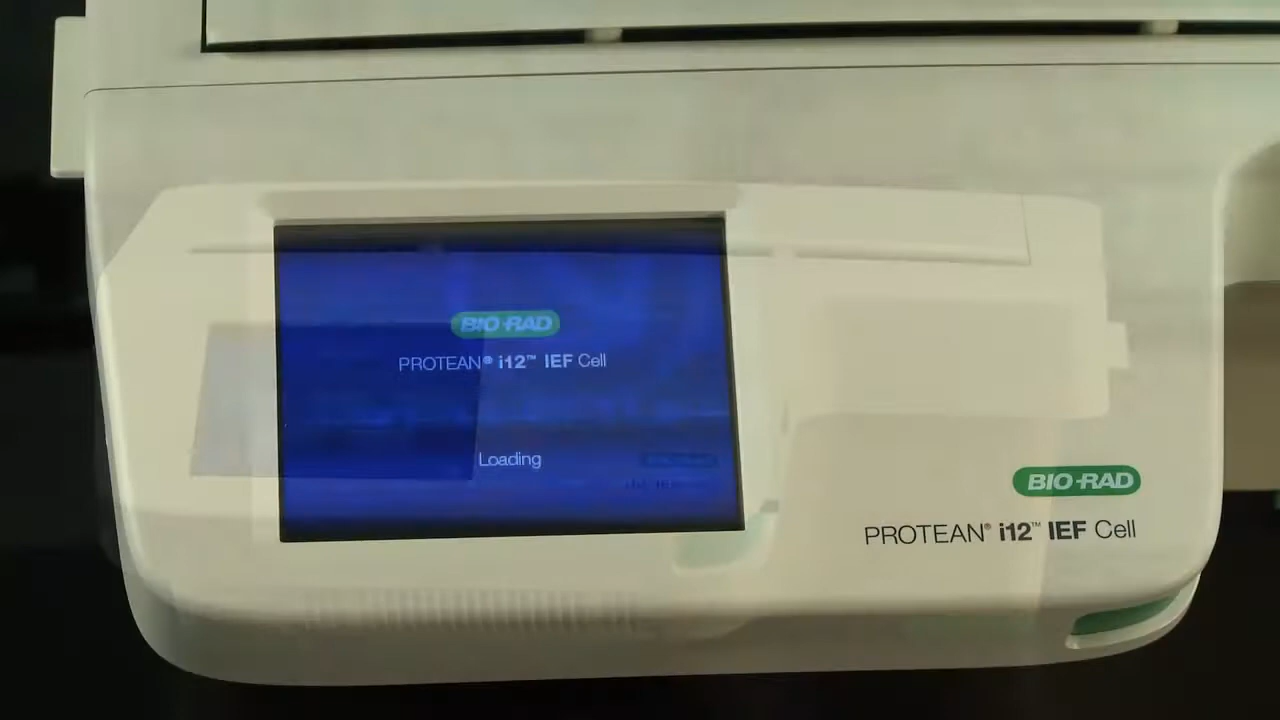 BIO-RAD
PROTEAN® i12™ IEF Cell
Loading
BIO-RAD
PROTEAN® i12™ IEF Cell